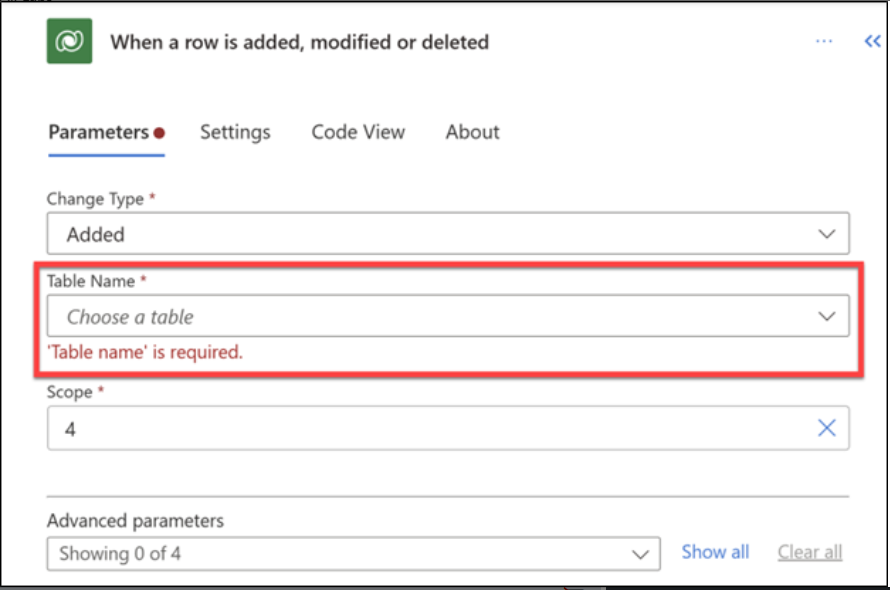 When a row is added, modified or deleted
Parameters Settings Code View About
Change Type *
Added
Table Name *
Choose a table
'Table name' is required.
Scope *
4
Advanced parameters
Showing 0 of 4 Show all Clear all